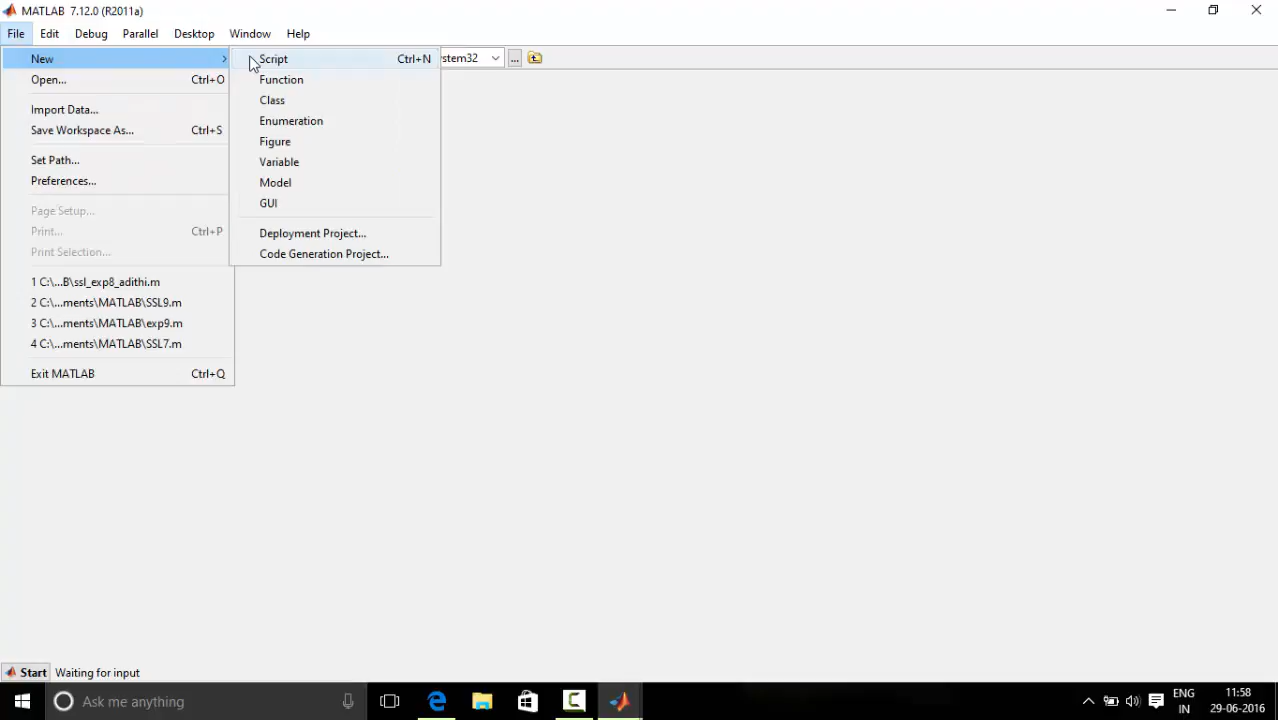 MATLAB 7.12.0 (R2011a)
File Edit Debug Parallel Desktop Window Help
New
Open... Ctrl+O
Import Data...
Save Workspace As... Ctrl+S
Set Path...
Preferences...
Page Setup...
Print... Ctrl+P
Print Selection...
1 C:\...B\ssl_exp8_adithi.m
2 C:\...ments\MATLAB\SSL9.m
3 C:\...ments\MATLAB\exp9.m
4 C:\...ments\MATLAB\SSL7.m
Exit MATLAB Ctrl+Q
Script Ctrl+N
Function
Class
Enumeration
Figure
Variable
Model
GUI
Deployment Project...
Code Generation Project...
stem32 ...
Start Waiting for input
Ask me anything
ENG
IN
11:58
29-06-2016